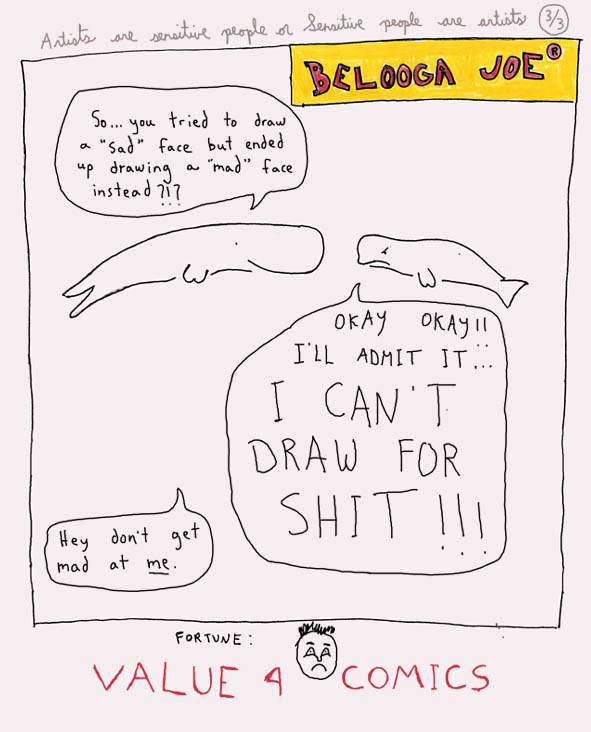 Artists are sensitive people or Sensitive people are artists 3/3
BELOOGA JOE®
So... you tried to draw
a "sad" face but ended
up drawing a "mad" face
instead?!?
OKAY OKAY!!
I'LL ADMIT IT...
I CAN'T
DRAW FOR
SHIT!!!
Hey don't get
mad at me.
FORTUNE:
VALUE 4 COMICS